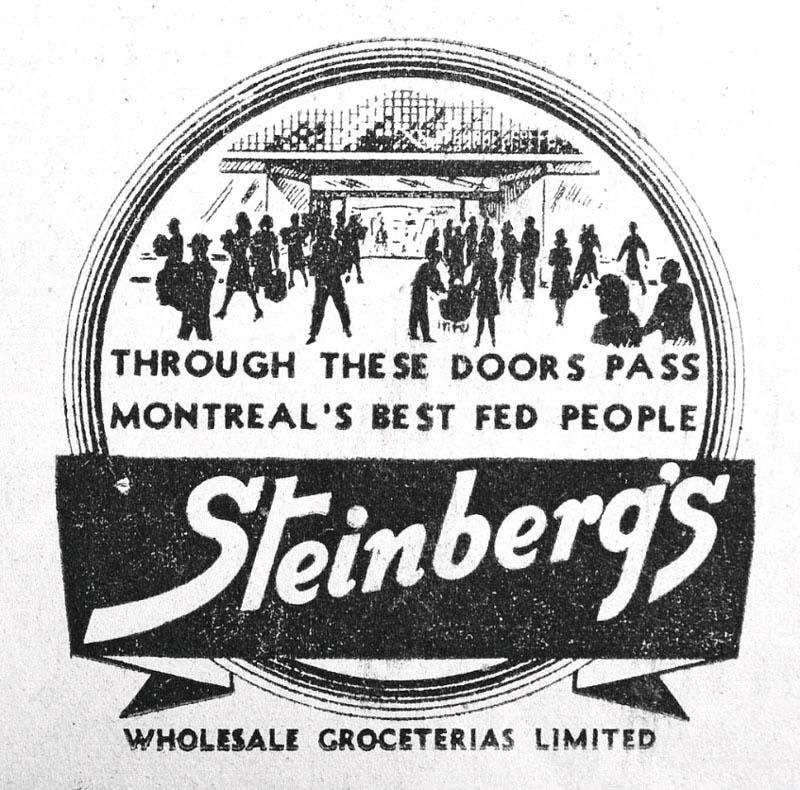 THROUGH THESE DOORS PASS
MONTREAL'S BEST FED PEOPLE
Steinberg's
WHOLESALE GROCETERIAS LIMITED